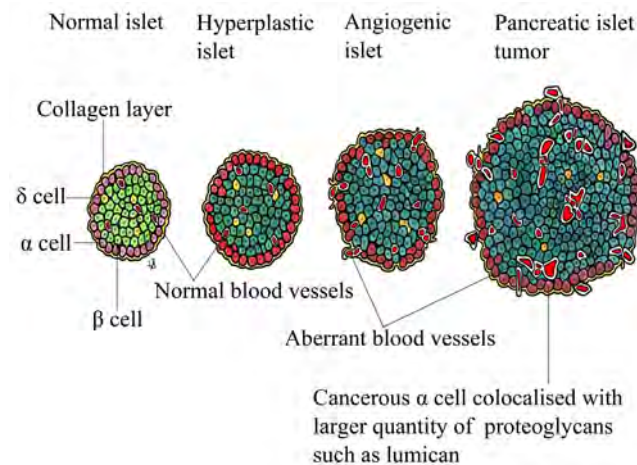 Normal islet
Hyperplastic
islet
Angiogenic
islet
Pancreatic islet
tumor
Collagen layer
δ cell
α cell
β cell
Normal blood vessels
Aberrant blood vessels
Cancerous α cell colocalised with
larger quantity of proteoglycans
such as lumican